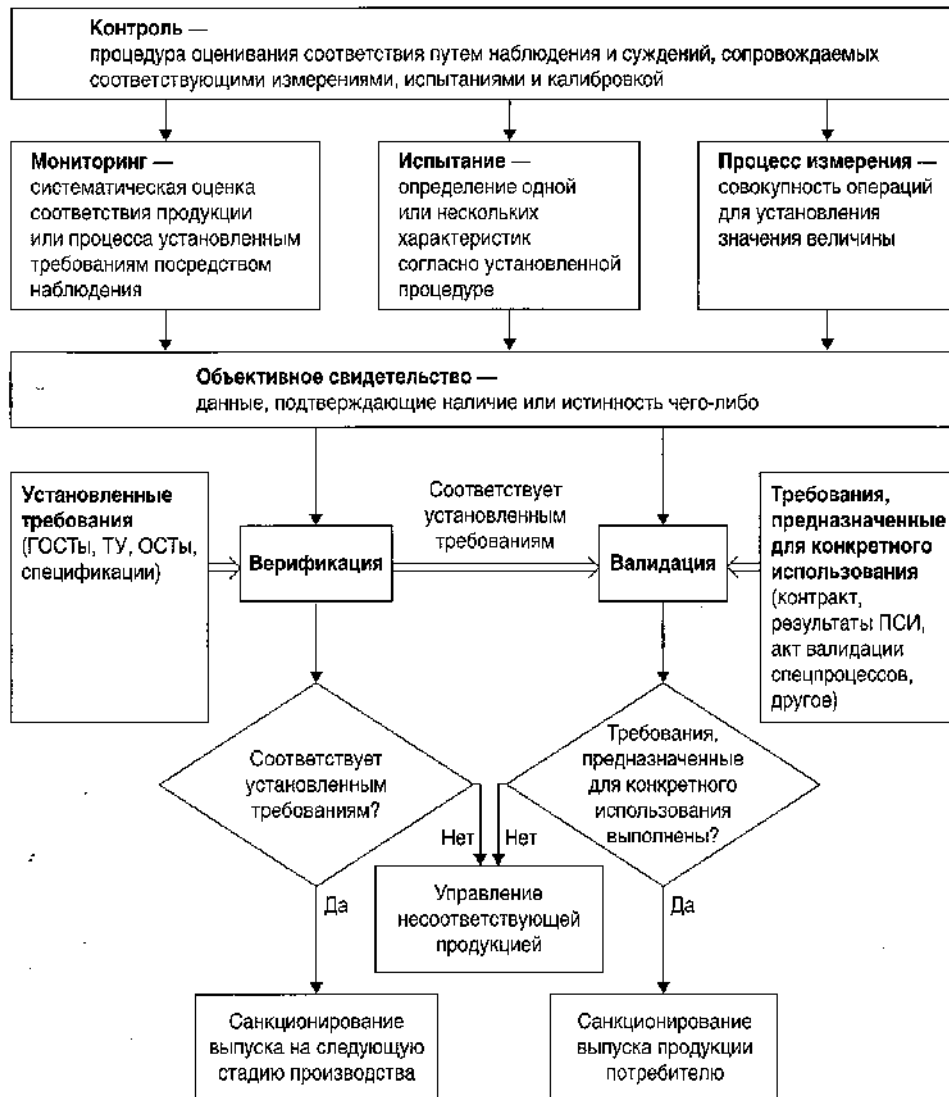 Контроль —
процедура оценивания соответствия путем наблюдения и суждений, сопровождаемых
соответствующими измерениями, испытаниями и калибровкой
Мониторинг —
систематическая оценка
соответствия продукции
или процесса установленным
требованиям посредством
наблюдения
Испытание —
определение одной
или нескольких
характеристик
согласно установленной
процедуре
Процесс измерения —
совокупность операций
для установления
значения величины
Объективное свидетельство —
данные, подтверждающие наличие или истинность чего-либо
Установленные
требования
(ГОСТы, ТУ, ОСТы,
спецификации)
Верификация
Соответствует
установленным
требованиям
Валидация
Требования,
предназначенные
для конкретного
использования
(контракт,
результаты ПСИ,
акт валидации
спецпроцессов,
другое)
Соответствует
установленным
требованиям?
Требования,
предназначенные
для конкретного
использования
выполнены?
Нет
Нет
Да
Управление
несоответствующей
продукцией
Да
Санкционирование
выпуска на следующую
стадию производства
Санкционирование
выпуска продукции
потребителю